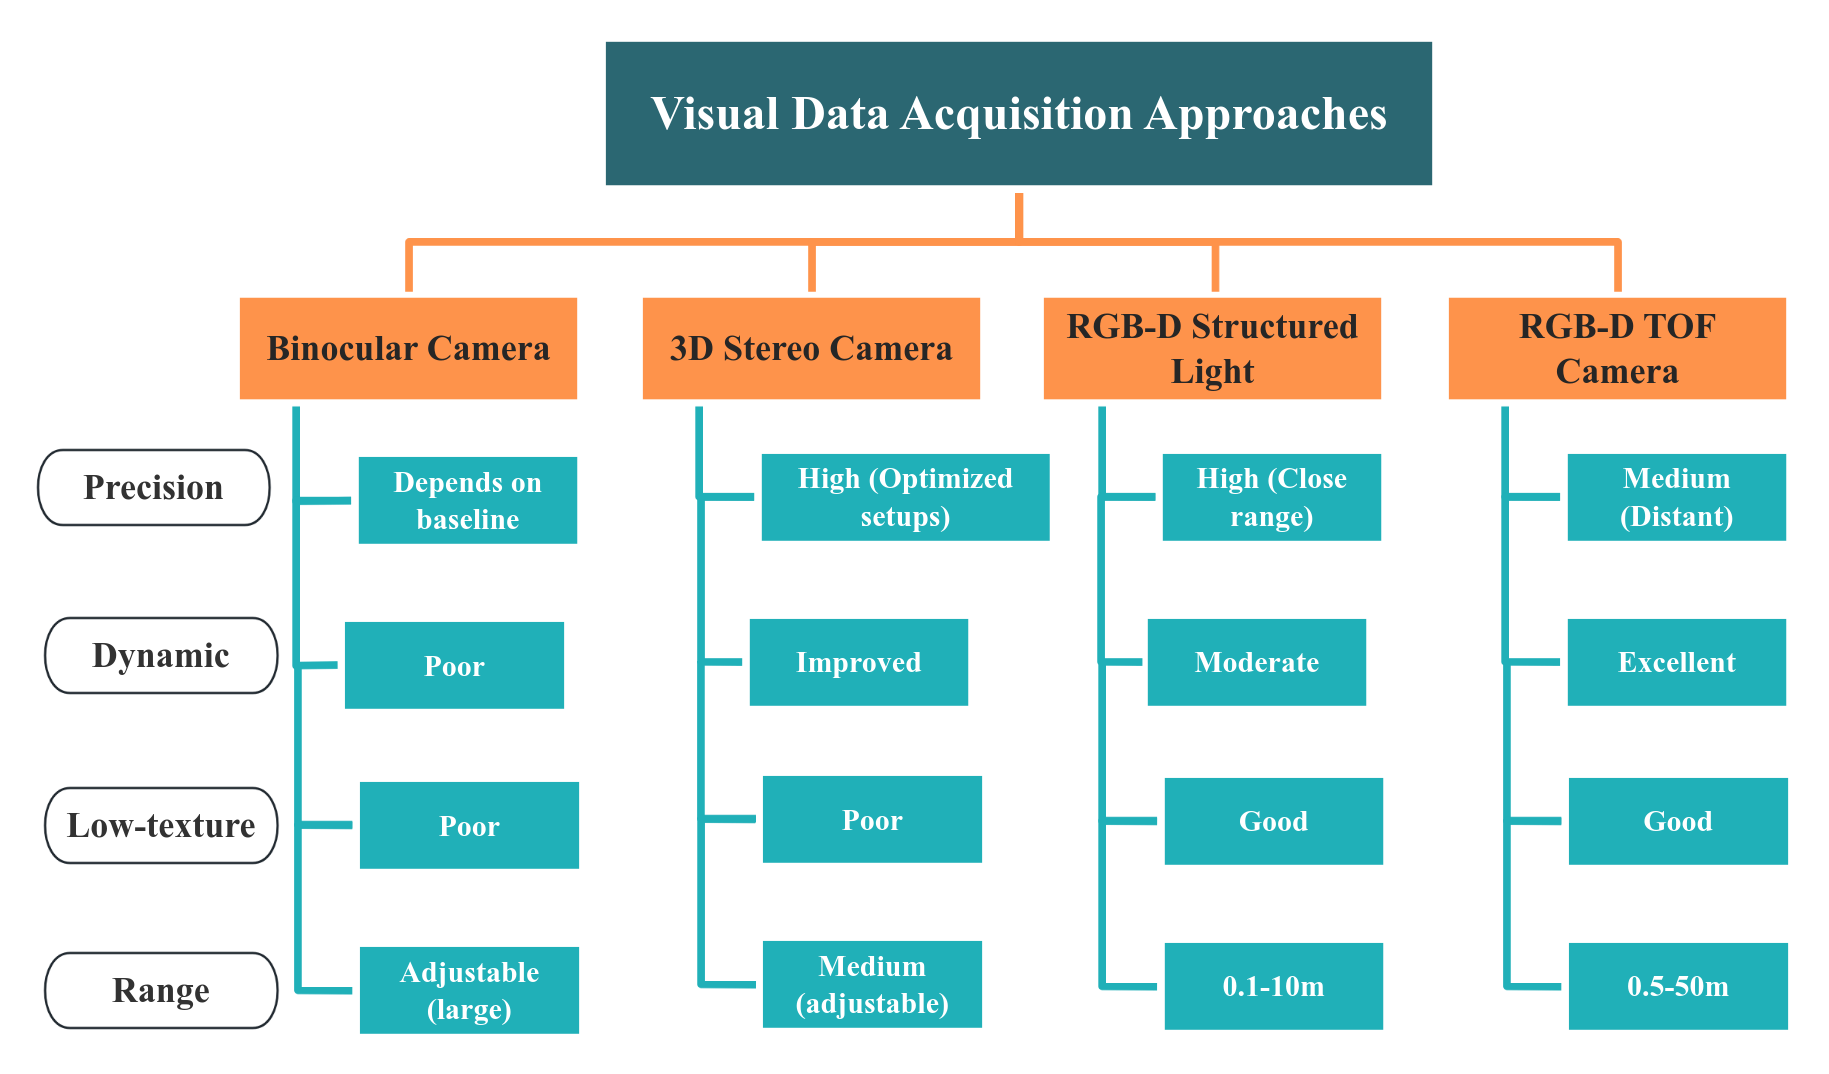 Visual Data Acquisition Approaches
Binocular Camera
3D Stereo Camera
RGB-D Structured
Light
RGB-D TOF
Camera
Precision
Depends on
baseline
High (Optimized
setups)
High (Close
range)
Medium
(Distant)
Dynamic
Poor
Improved
Moderate
Excellent
Low-texture
Poor
Poor
Good
Good
Range
Adjustable
(large)
Medium
(adjustable)
0.1-10m
0.5-50m